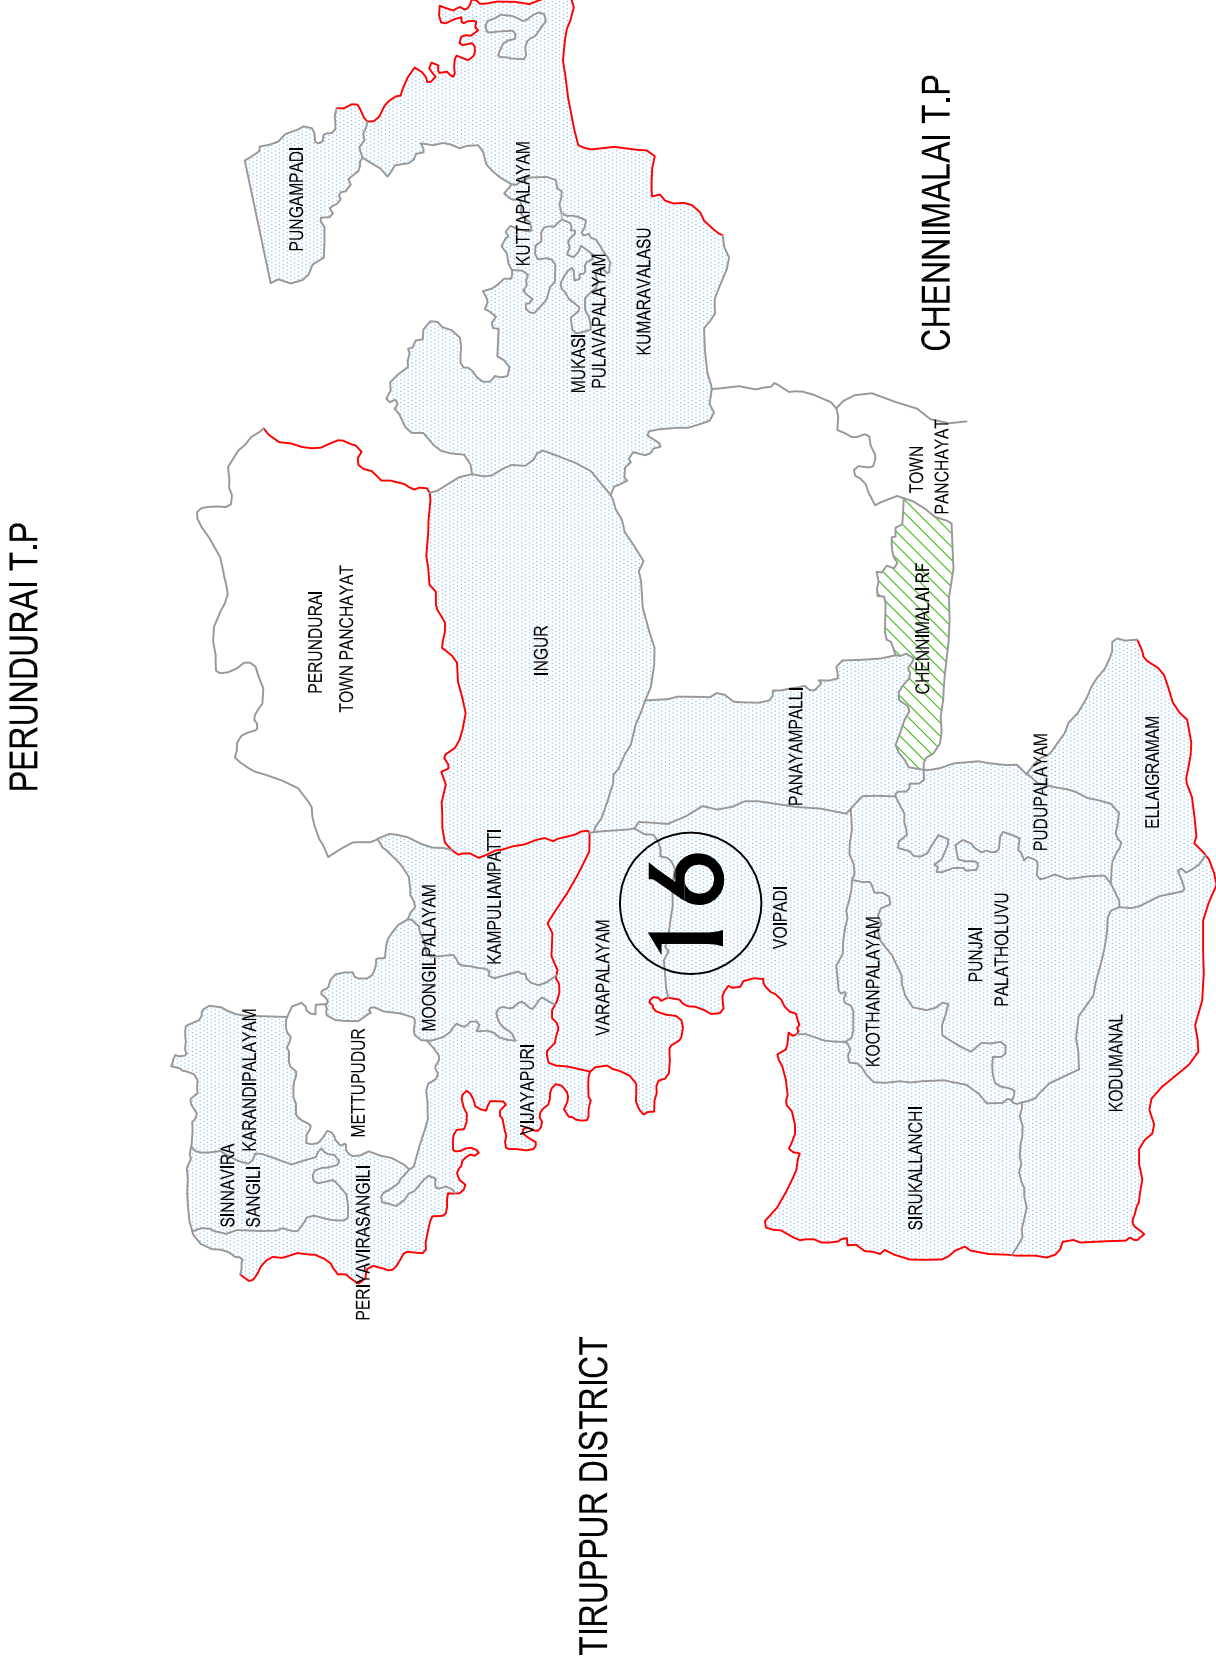 PERUNDURAI T.P
SINNAVIRA
SANGILI
KARANDIPALAYAM
PUNGAMPADI
PERUNDURAI
TOWN PANCHAYAT
METTUPUDUR
PERIYAVIRASANGILI
MOONGILPALAYAM
KAMPULIAMPATTI
VIJAYAPURI
KUTTAPALAYAM
INGUR
MUKASI
PULAVAPALAYAM
TIRUPPUR DISTRICT
VARAPALAYAM
KUMARAVALASU
16
VOIPADI
PANAYAMPALLI
KOOTHANPALAYAM
SIRUKALLANCHI
TOWN
PANCHAYAT
CHENNIMALAI RF
CHENNIMALAI T.P
PUNJAI
PALATHOLUVU
PUDUPALAYAM
KODUMANAL
ELLAIGRAMAM